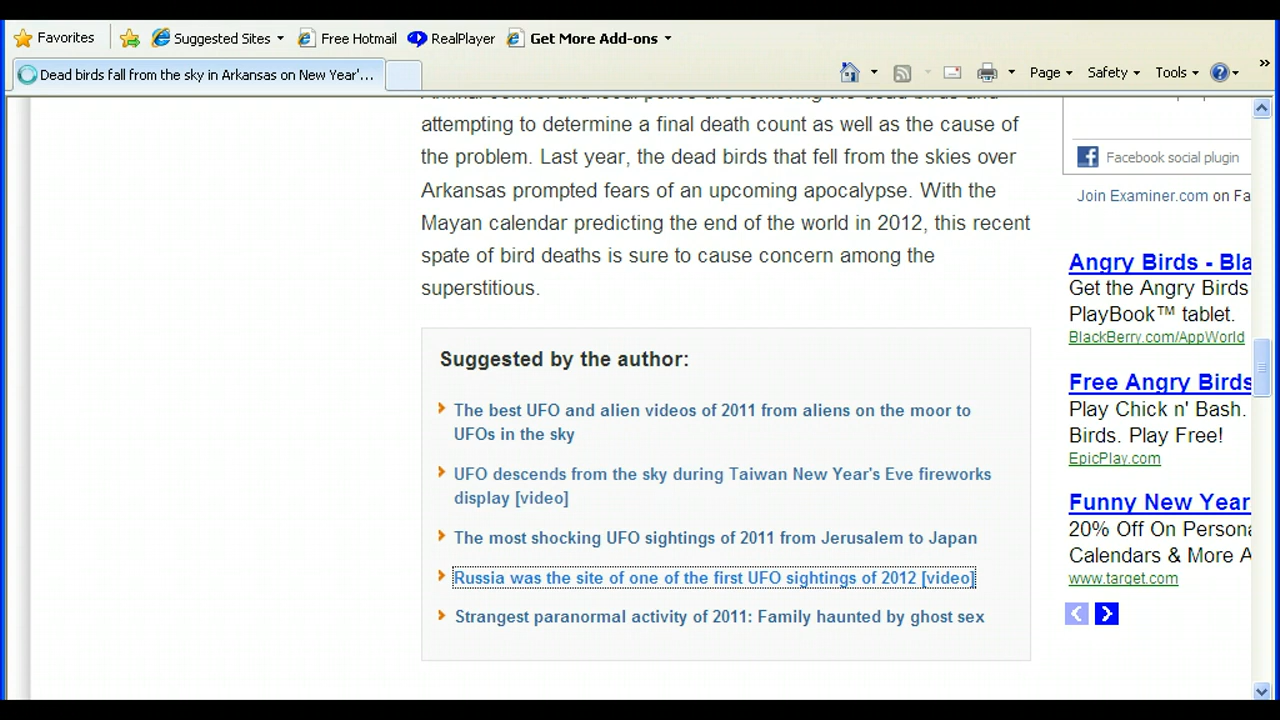 Favorites
Suggested Sites
Free Hotmail
RealPlayer
Get More Add-ons
Dead birds fall from the sky in Arkansas on New Year'...
Page
Safety
Tools
attempting to determine a final death count as well as the cause of
the problem. Last year, the dead birds that fell from the skies over
Arkansas prompted fears of an upcoming apocalypse. With the
Mayan calendar predicting the end of the world in 2012, this recent
spate of bird deaths is sure to cause concern among the
superstitious.
Suggested by the author:
The best UFO and alien videos of 2011 from aliens on the moor to
UFOs in the sky
UFO descends from the sky during Taiwan New Year's Eve fireworks
display [video]
The most shocking UFO sightings of 2011 from Jerusalem to Japan
Russia was the site of one of the first UFO sightings of 2012 [video]
Strangest paranormal activity of 2011: Family haunted by ghost sex
Facebook social plugin
Join Examiner.com on Fa
Angry Birds - Bla
Get the Angry Birds
PlayBook™ tablet.
BlackBerry.com/AppWorld
Free Angry Birds
Play Chick n' Bash.
Birds. Play Free!
EpicPlay.com
Funny New Year
20% Off On Persona
Calendars & More A
www.target.com